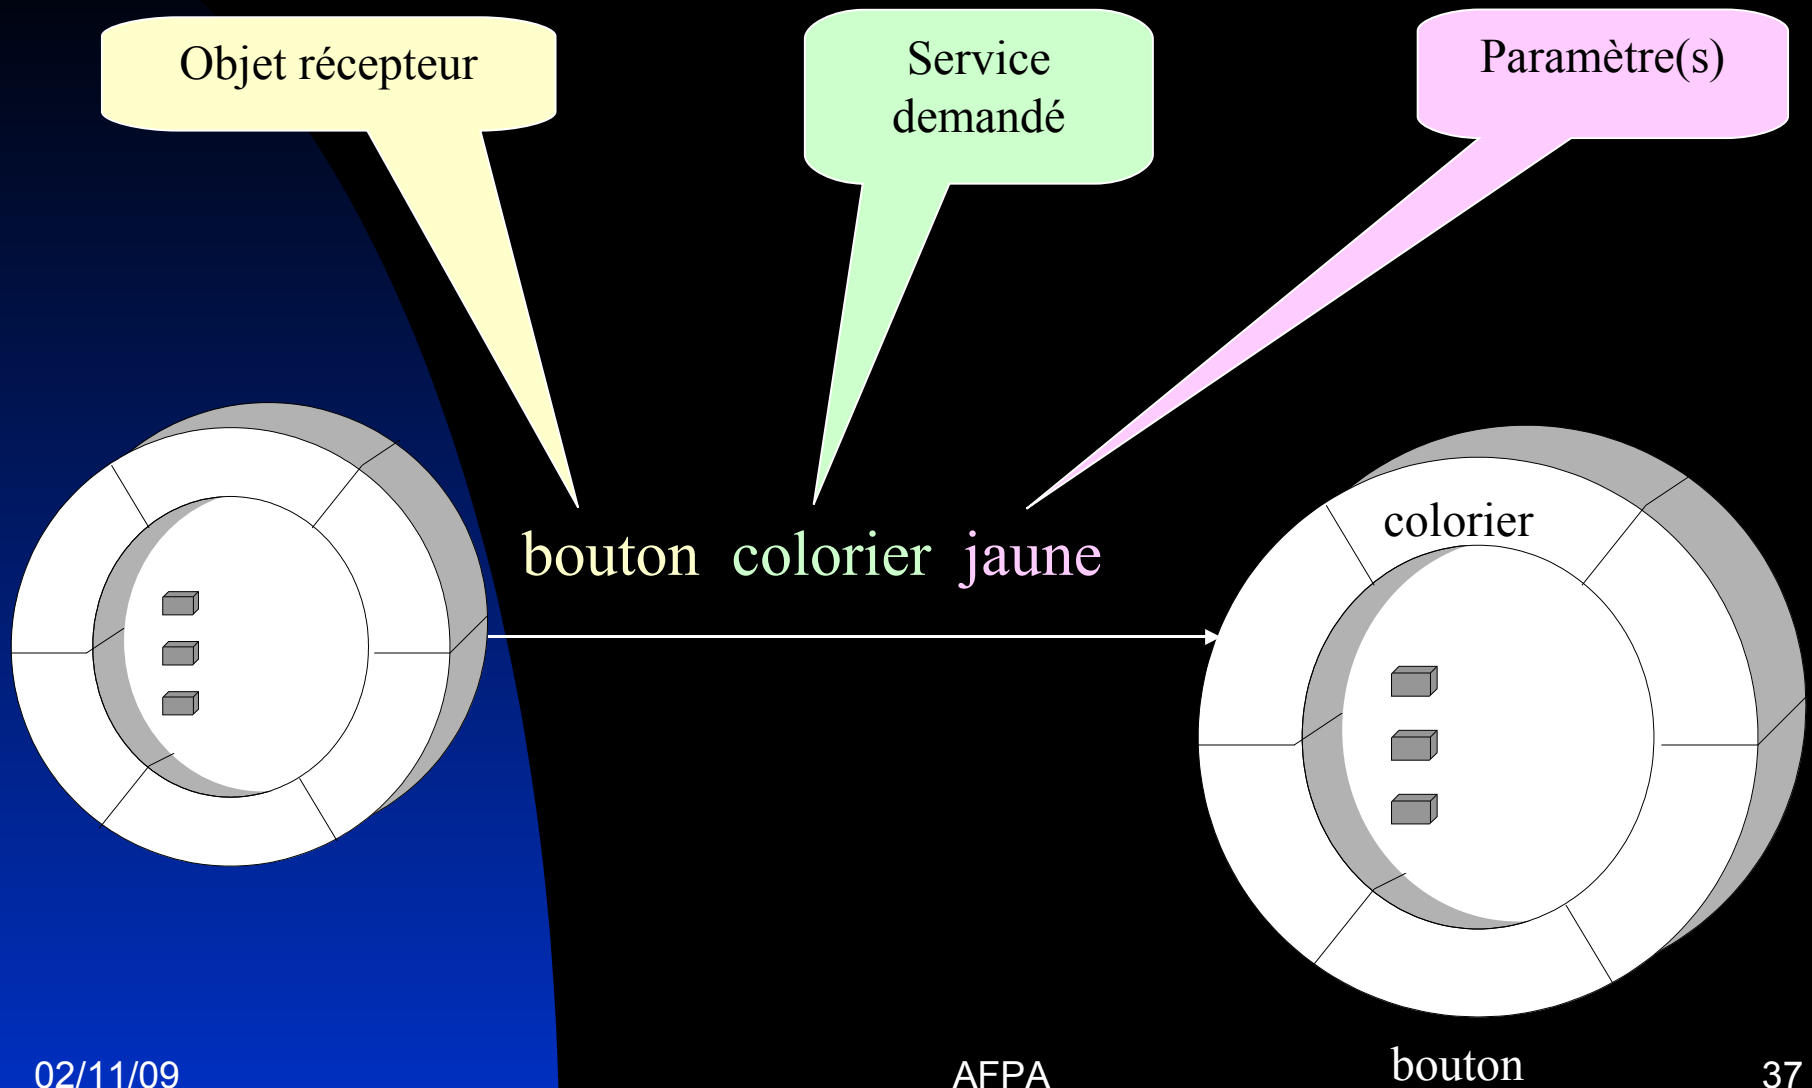 Objet récepteur
Service
demandé
Paramètre(s)
bouton colorier jaune
colorier
bouton
02/11/09
AFPA
37